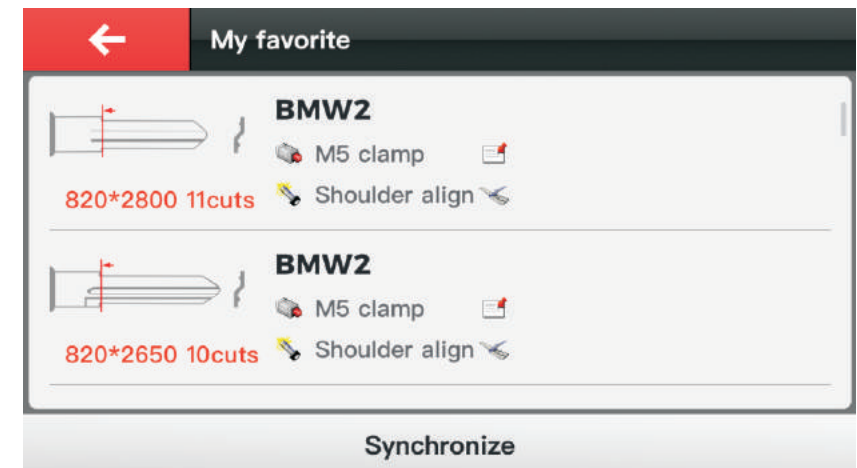 My favorite
BMW2
M5 clamp
820*2800 11cuts
Shoulder align
BMW2
M5 clamp
820*2650 10cuts
Shoulder align
Synchronize